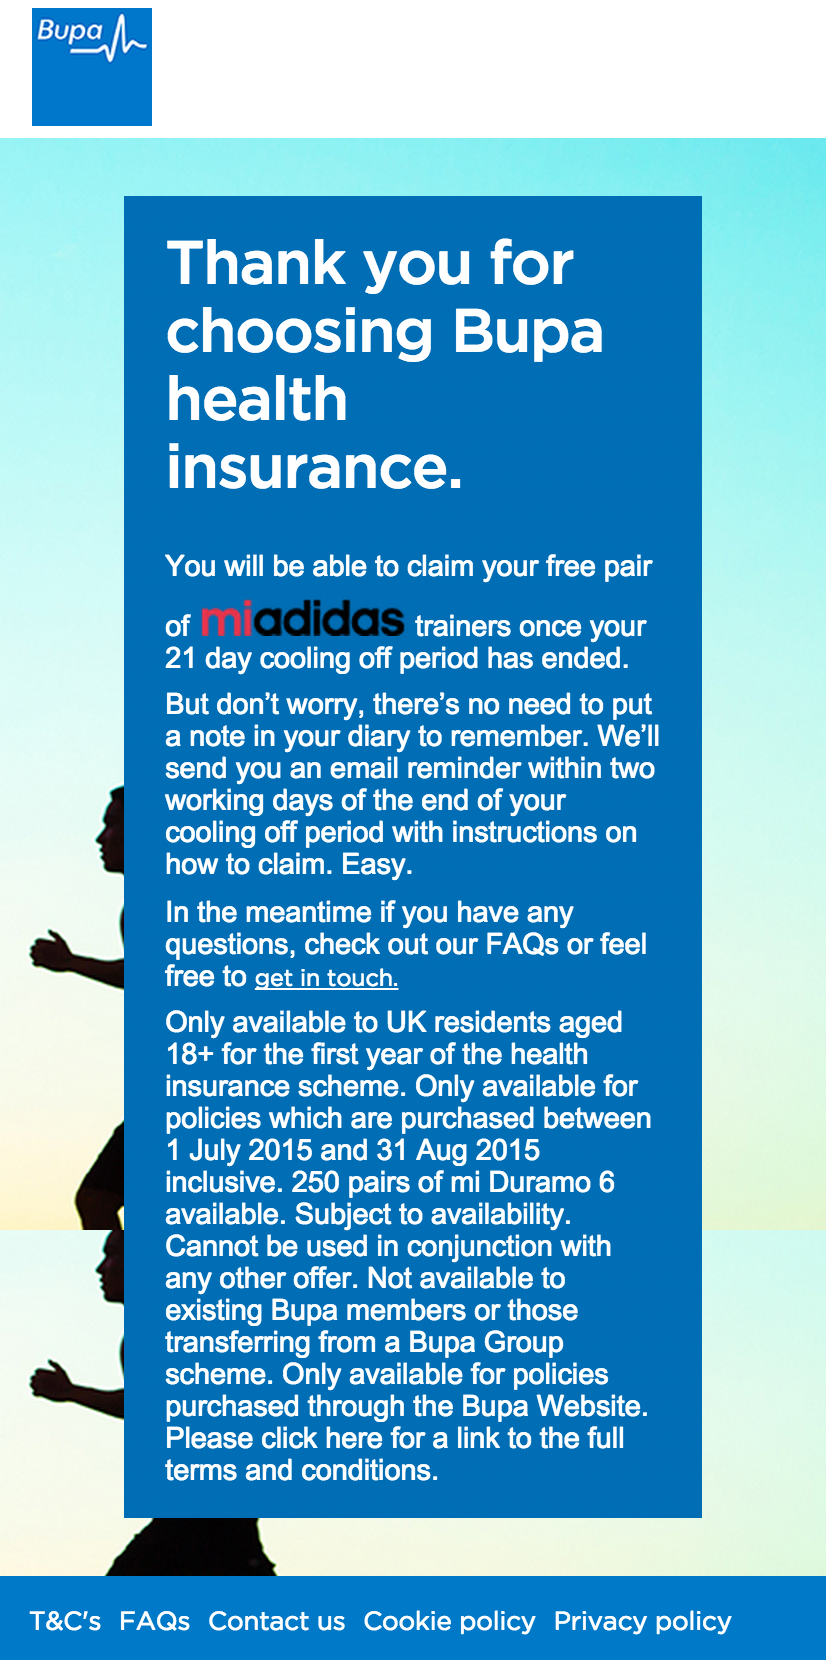 Bupa
Thank you for
choosing Bupa
health
insurance.
You will be able to claim your free pair
of miadidas trainers once your
21 day cooling off period has ended.
But don’t worry, there’s no need to put
a note in your diary to remember. We’ll
send you an email reminder within two
working days of the end of your
cooling off period with instructions on
how to claim. Easy.
In the meantime if you have any
questions, check out our FAQs or feel
free to get in touch.
Only available to UK residents aged
18+ for the first year of the health
insurance scheme. Only available for
policies which are purchased between
1 July 2015 and 31 Aug 2015
inclusive. 250 pairs of mi Duramo 6
available. Subject to availability.
Cannot be used in conjunction with
any other offer. Not available to
existing Bupa members or those
transferring from a Bupa Group
scheme. Only available for policies
purchased through the Bupa Website.
Please click here for a link to the full
terms and conditions.
T&C's FAQs Contact us Cookie policy Privacy policy